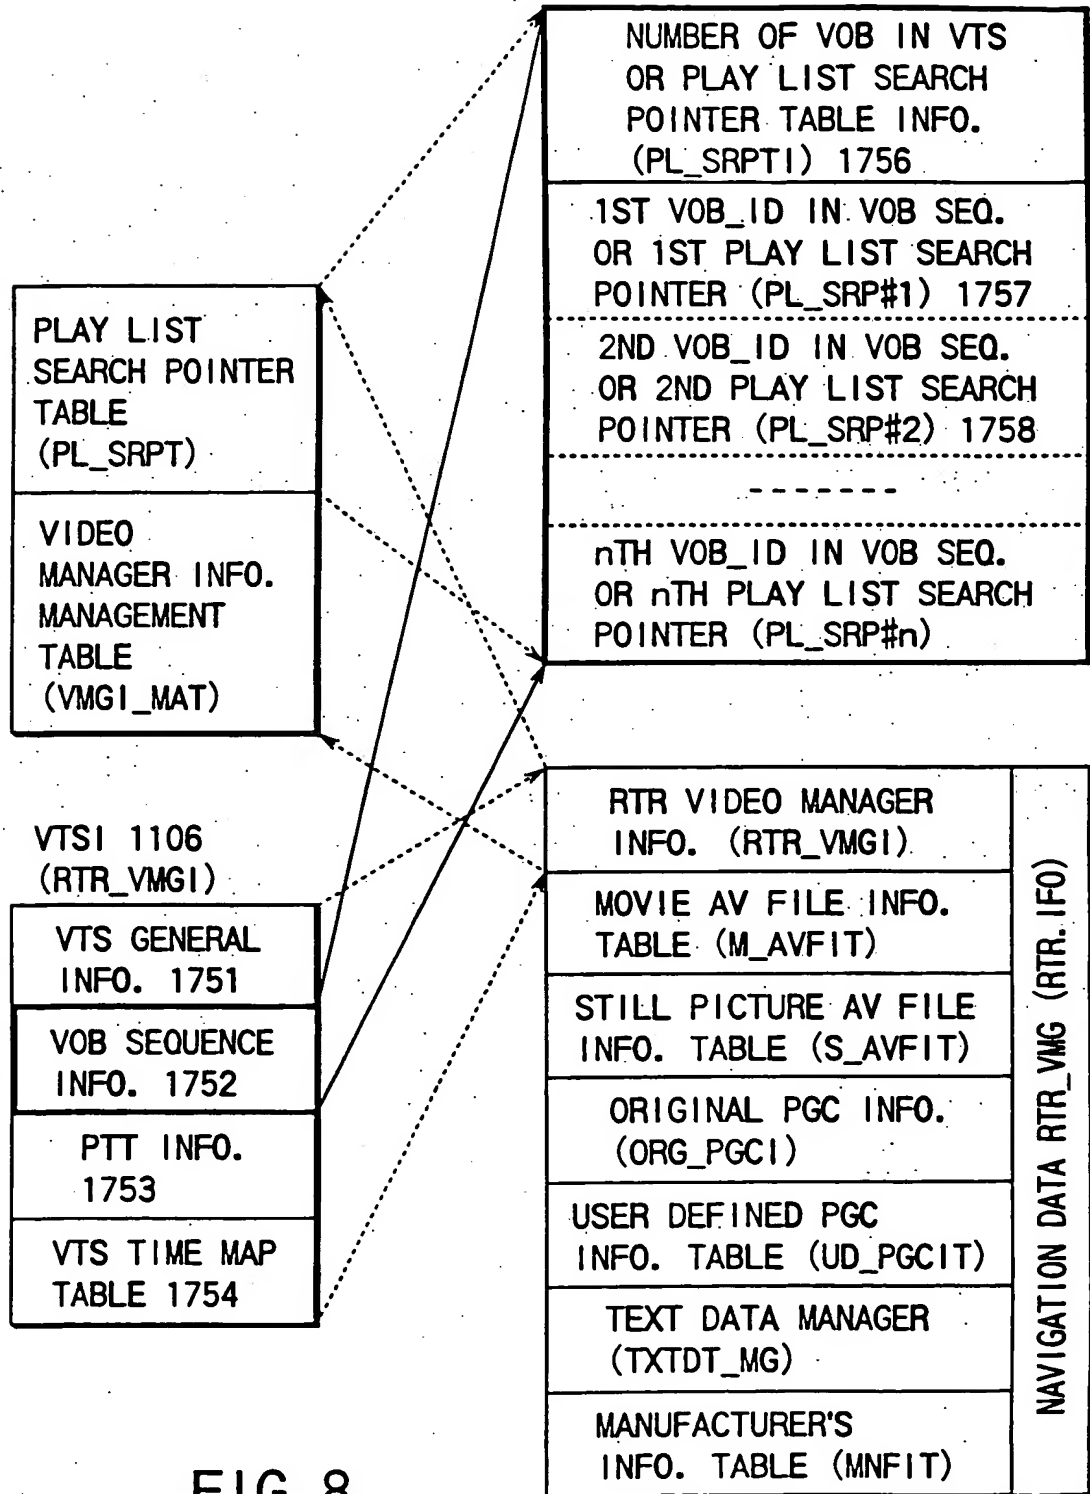 NUMBER OF VOB IN VTS
OR PLAY LIST SEARCH
POINTER TABLE INFO.
(PL_SRPTI) 1756
1ST VOB_ID IN VOB SEQ.
OR 1ST PLAY LIST SEARCH
POINTER (PL_SRP#1) 1757
2ND VOB_ID IN VOB SEQ.
OR 2ND PLAY LIST SEARCH
POINTER (PL_SRP#2) 1758
-------
nTH VOB_ID IN VOB SEQ.
OR nTH PLAY LIST SEARCH
POINTER (PL_SRP#n)
PLAY LIST
SEARCH POINTER
TABLE
(PL_SRPT)
VIDEO
MANAGER INFO.
MANAGEMENT
TABLE
(VMGI_MAT)
VTSI 1106
(RTR_VMGI)
VTS GENERAL
INFO. 1751
VOB SEQUENCE
INFO. 1752
PTT INFO.
1753
VTS TIME MAP
TABLE 1754
RTR VIDEO MANAGER
INFO. (RTR_VMGI)
MOVIE AV FILE INFO.
TABLE (M_AVFIT)
STILL PICTURE AV FILE
INFO. TABLE (S_AVFIT)
ORIGINAL PGC INFO.
(ORG_PGCI)
USER DEFINED PGC
INFO. TABLE (UD_PGCIT)
TEXT DATA MANAGER
(TXTDT_MG)
MANUFACTURER'S
INFO. TABLE (MNFIT)
NAVIGATION DATA RTR_VMG (RTR.IFO)
FIG. 8